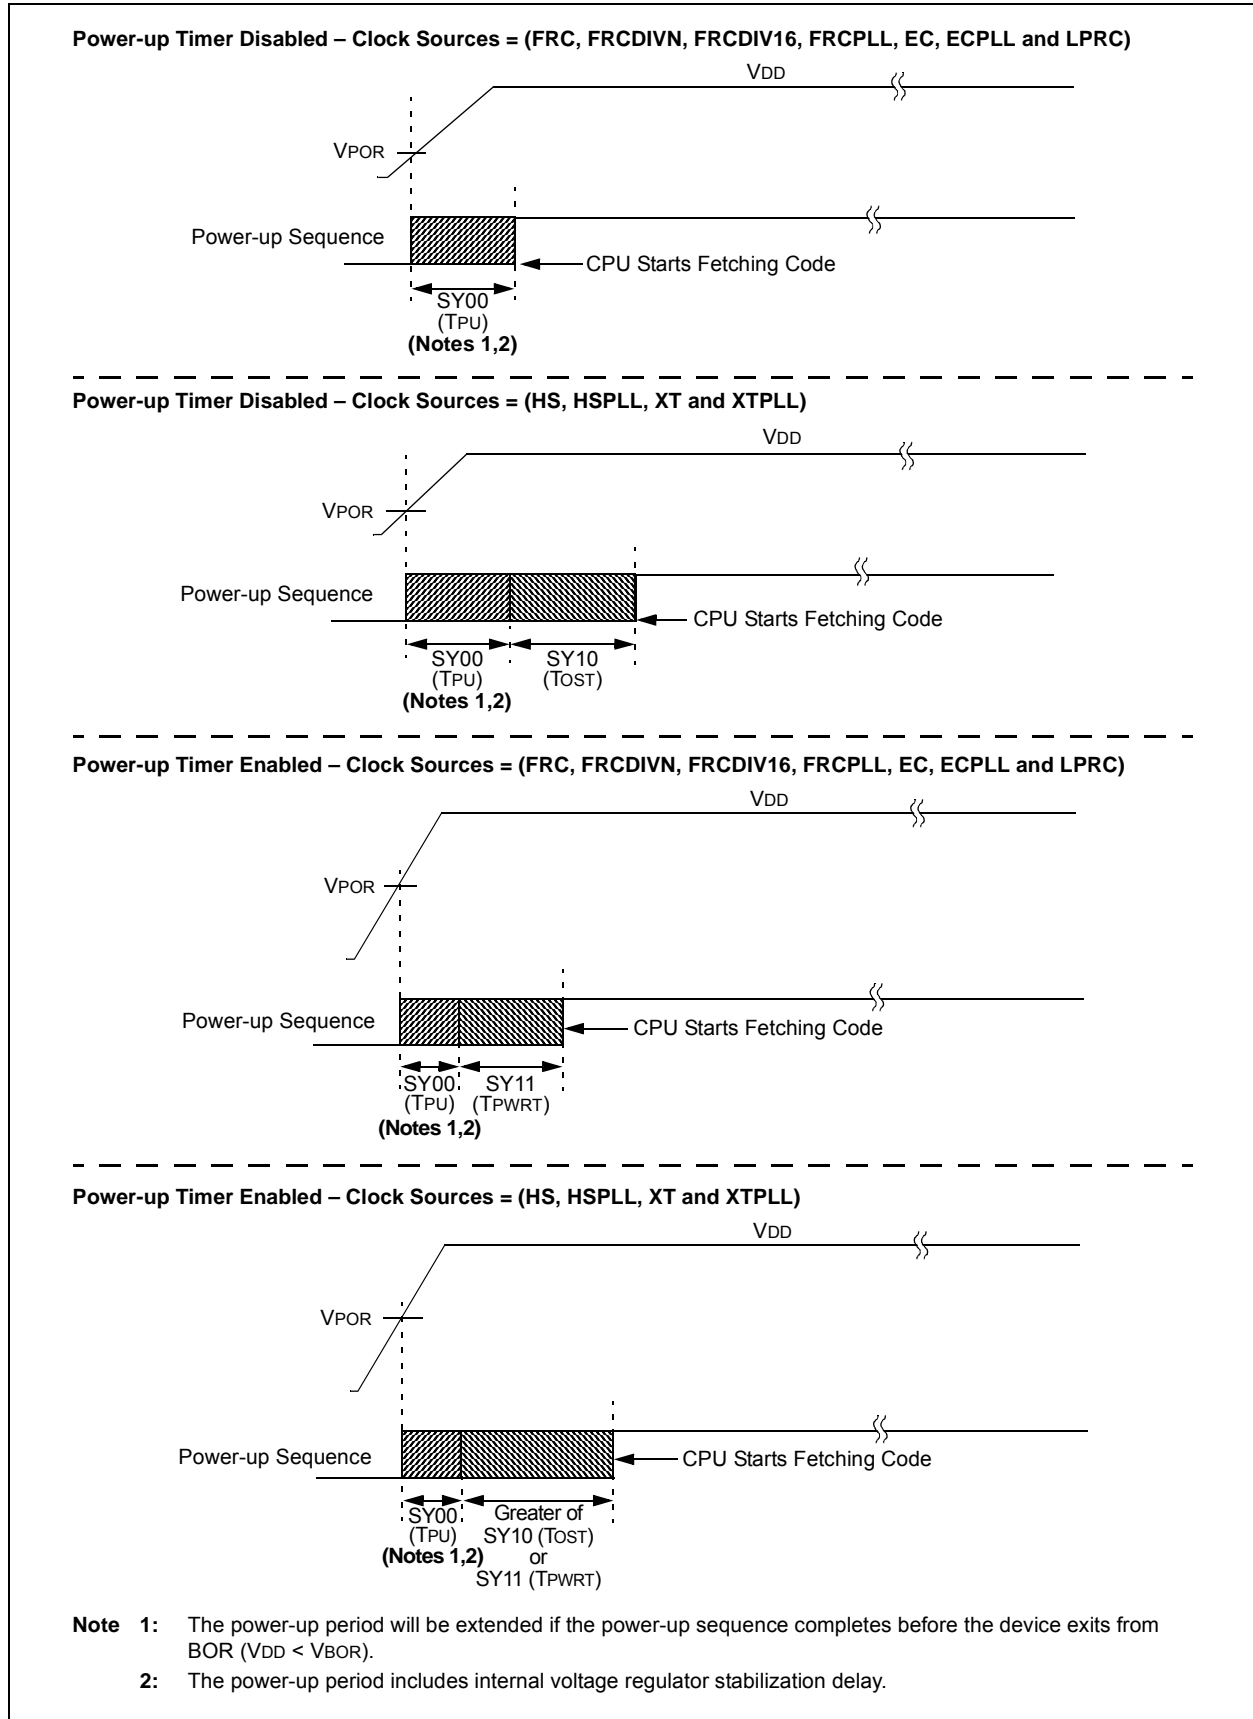 Power-up Timer Disabled – Clock Sources = (FRC, FRCDIVN, FRCDIV16, FRCPLL, EC, ECPLL and LPRC)
VDD
VPOR
Power-up Sequence
CPU Starts Fetching Code
SY00
(TPU)
(Notes 1,2)
Power-up Timer Disabled – Clock Sources = (HS, HSPLL, XT and XTPLL)
VDD
VPOR
Power-up Sequence
CPU Starts Fetching Code
SY00 SY10
(TPU) (TOST)
(Notes 1,2)
Power-up Timer Enabled – Clock Sources = (FRC, FRCDIVN, FRCDIV16, FRCPLL, EC, ECPLL and LPRC)
VDD
VPOR
Power-up Sequence
CPU Starts Fetching Code
SY00 SY11
(TPU) (TPWRT)
(Notes 1,2)
Power-up Timer Enabled – Clock Sources = (HS, HSPLL, XT and XTPLL)
VDD
VPOR
Power-up Sequence
CPU Starts Fetching Code
SY00 Greater of
(TPU) SY10 (TOST)
(Notes 1,2) or
SY11 (TPWRT)
Note 1: The power-up period will be extended if the power-up sequence completes before the device exits from
BOR (VDD < VBOR).
2: The power-up period includes internal voltage regulator stabilization delay.